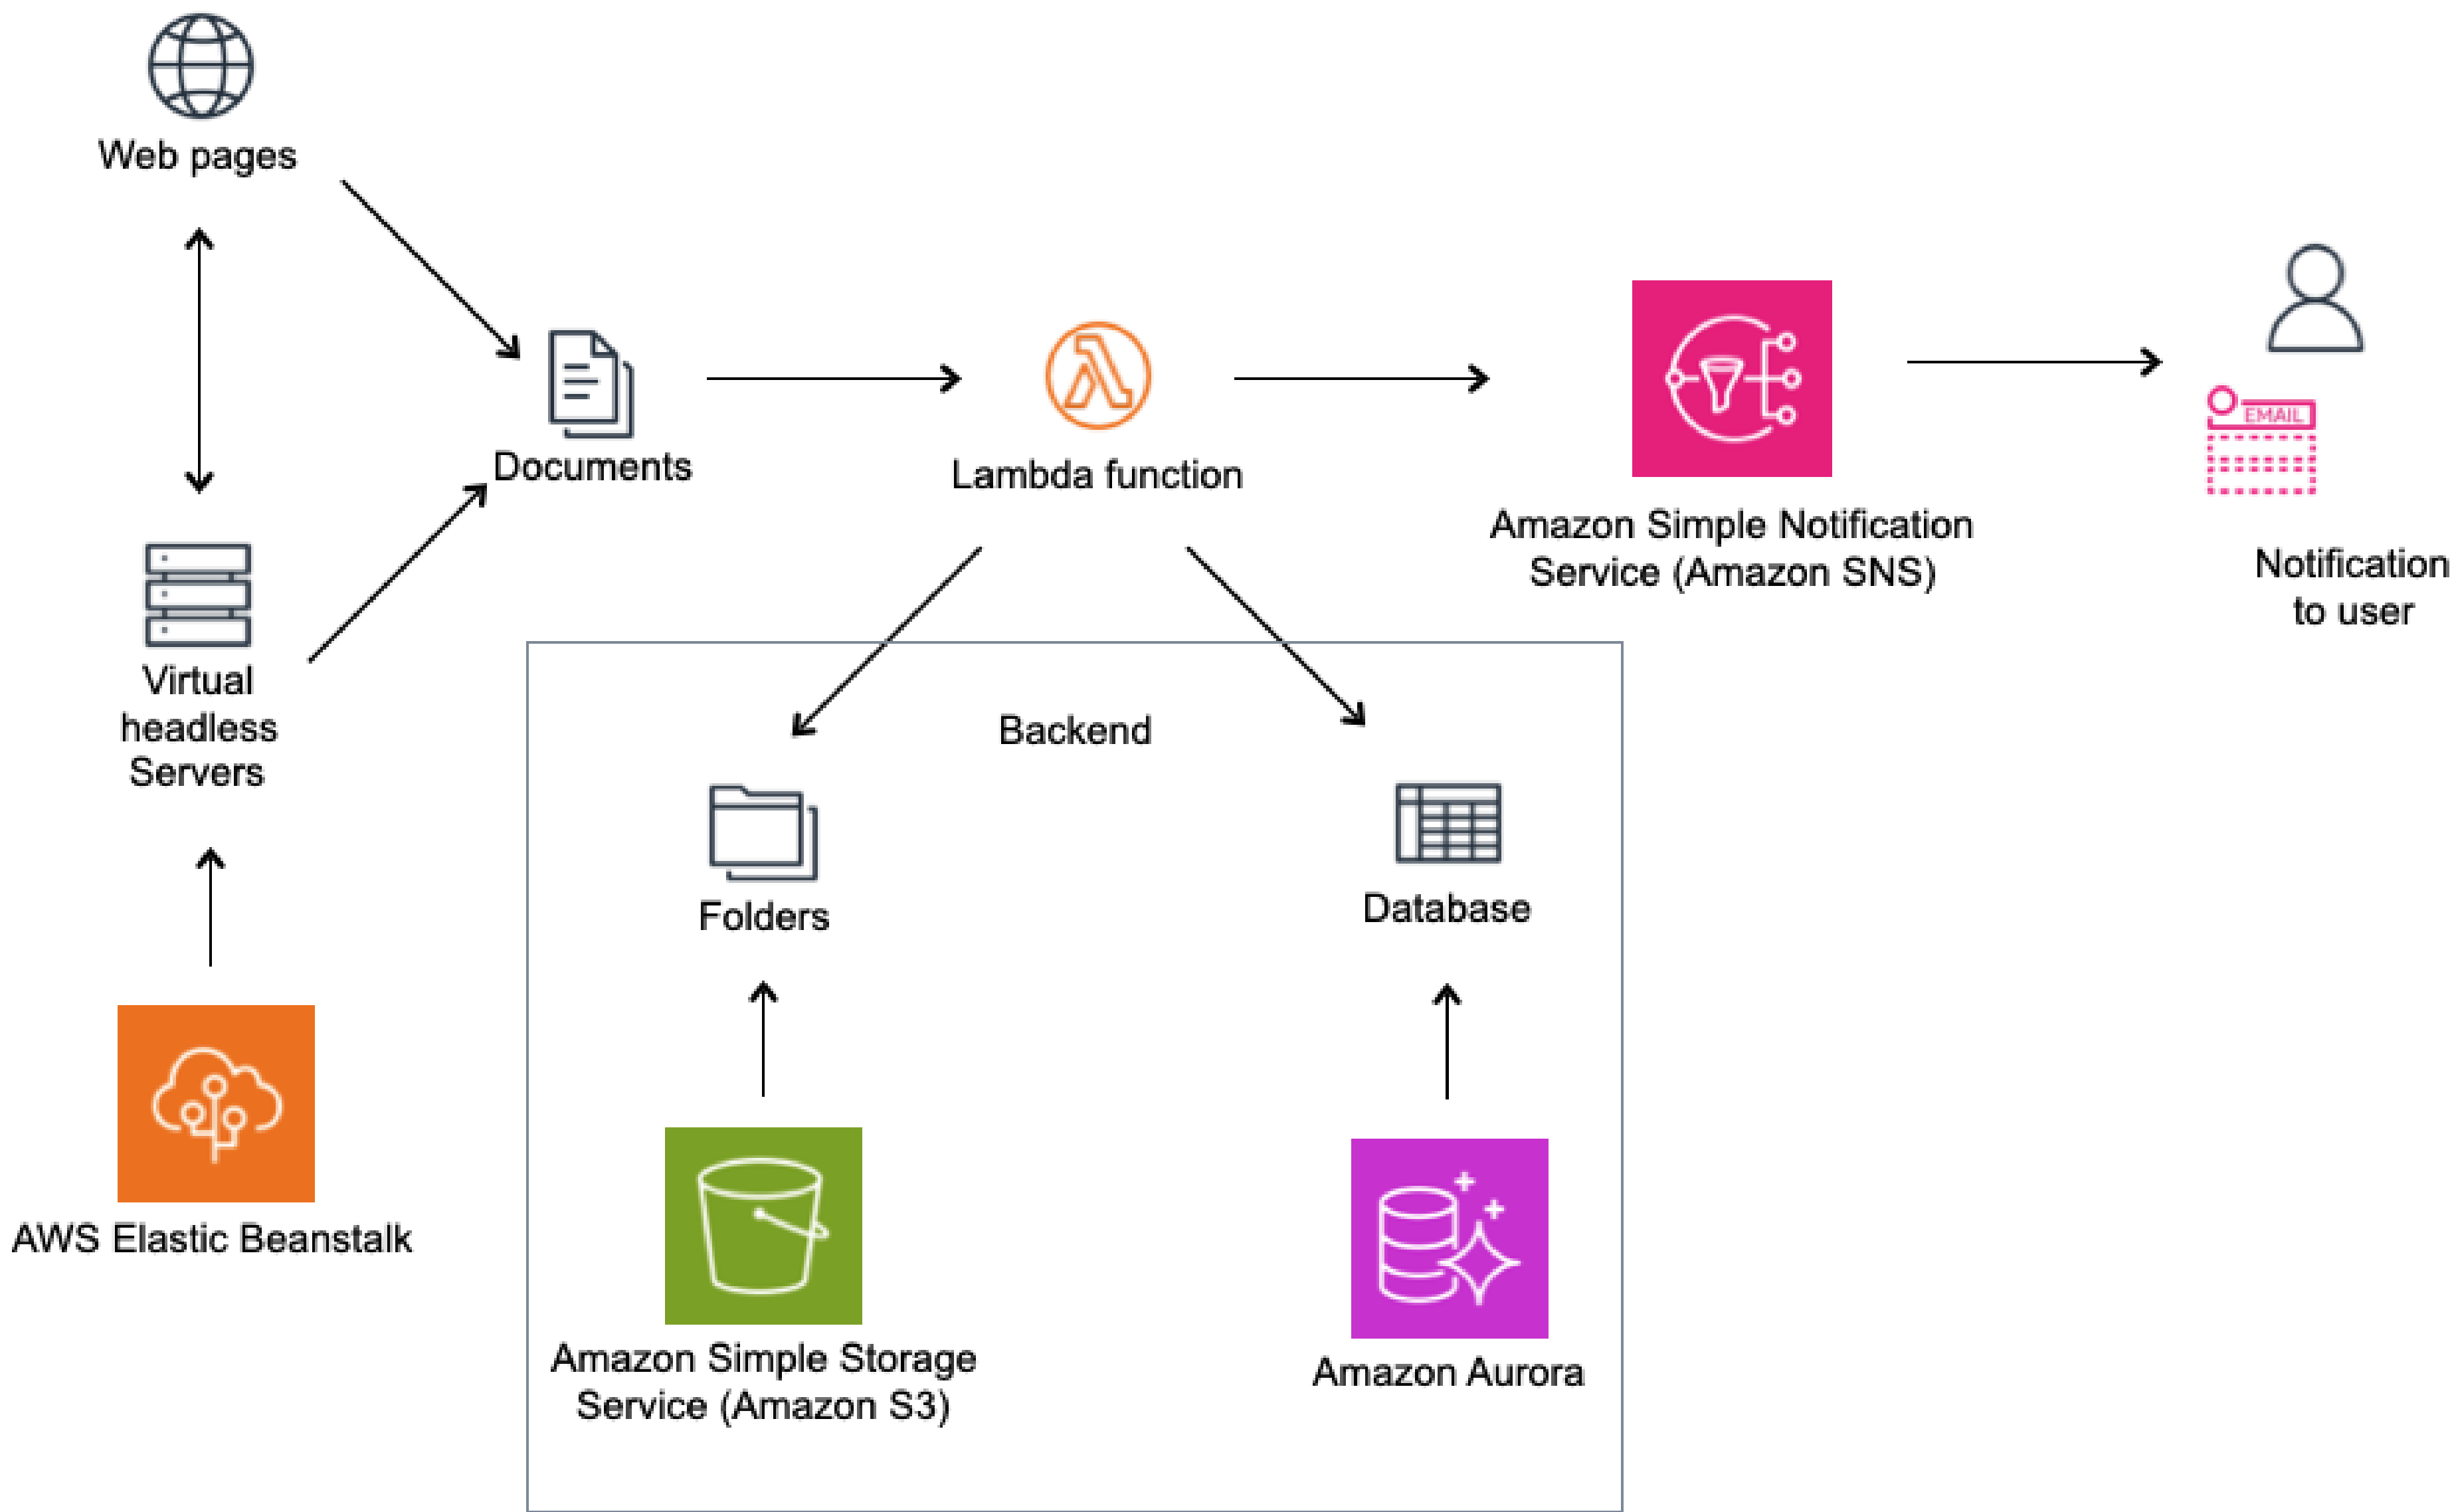 Web pages
EMAIL
Documents
Lambda function
Amazon Simple Notification
Service (Amazon SNS)
Notification
to user
Virtual
headless
Servers
Backend
Folders
Database
AWS Elastic Beanstalk
Amazon Simple Storage
Service (Amazon S3)
Amazon Aurora